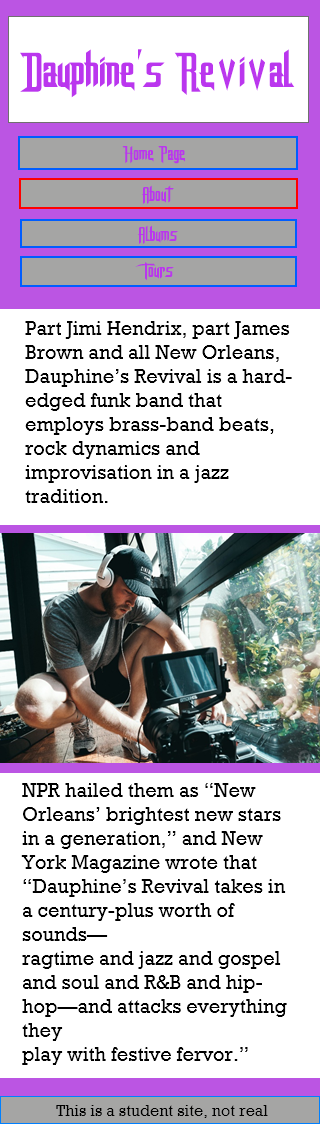 Dauphine's Revival
Home Page
About
Albums
Tours
Part Jimi Hendrix, part James
Brown and all New Orleans,
Dauphine’s Revival is a hard-
edged funk band that
employs brass-band beats,
rock dynamics and
improvisation in a jazz
tradition.
NPR hailed them as “New
Orleans’ brightest new stars
in a generation,” and New
York Magazine wrote that
“Dauphine’s Revival takes in
a century-plus worth of
sounds—
ragtime and jazz and gospel
and soul and R&B and hip-
hop—and attacks everything
they
play with festive fervor.”
This is a student site, not real